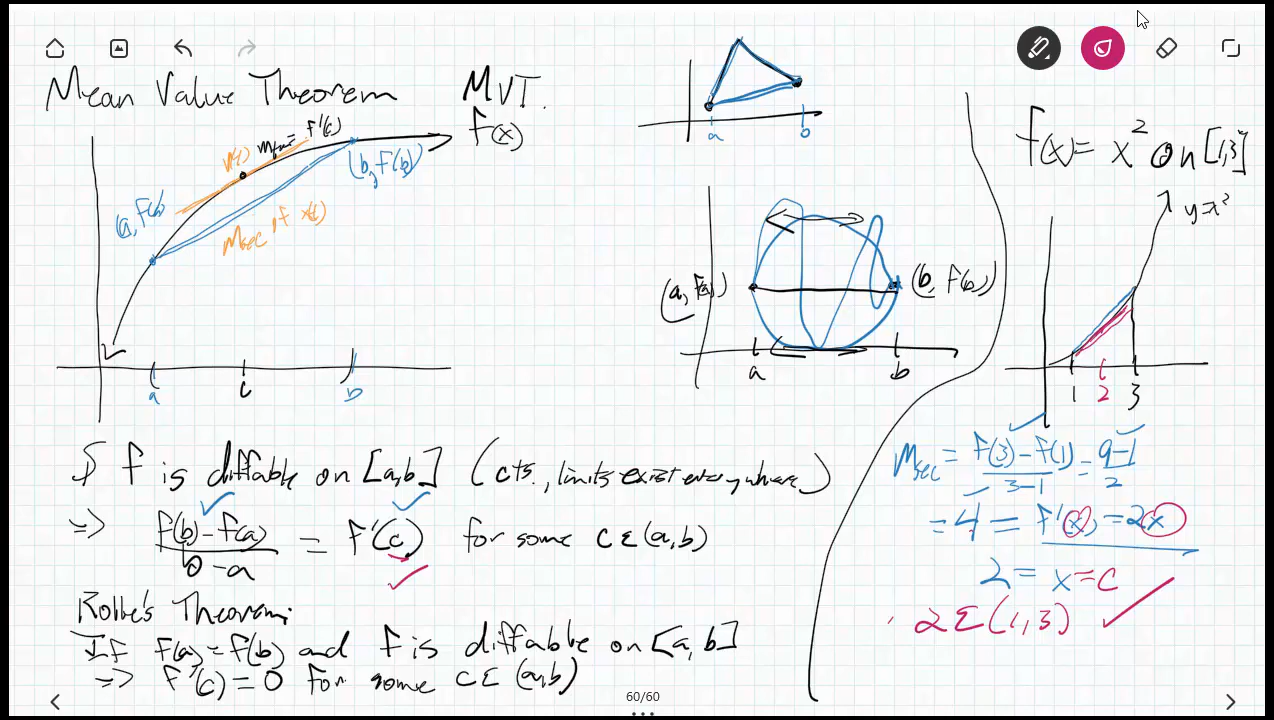 Mean Value Theorem MVT.
f(x)
f'(c)
(a, f(a))
(b, f(b))
Msec
a
c
b
If f is diffable on [a,b] (cts., limits exist everywhere)
=> f(b)-f(a) / b-a = f'(c) for some c ε (a,b)
Rolle's Theorem:
If f(a)=f(b) and f is diffable on [a,b]
=> f'(c)=0 for some c ε (a,b)
a
b
(a, f(a))
(b, f(b))
a
b
f(x)= x² on [1,3]
y=x²
1
2
3
Msec = f(3)-f(1) / 3-1 = 9-1 / 2
= 4 = f'(x) = 2x
2 = x = c
2 ε (1,3)
60/60